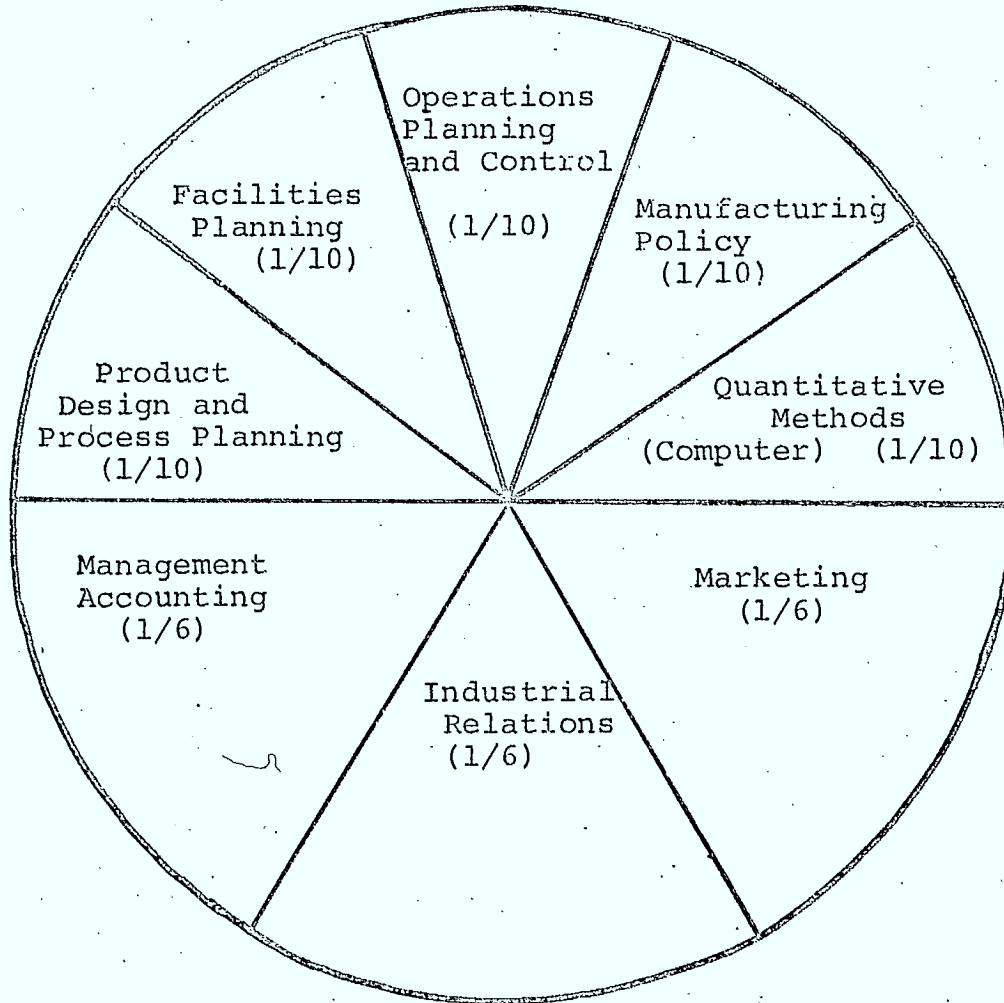 Operations
Planning
and Control
(1/10)
Facilities
Planning
(1/10)
Manufacturing
Policy
(1/10)
Product
Design and
Process Planning
(1/10)
Quantitative
Methods
(Computer) (1/10)
Management
Accounting
(1/6)
Marketing
(1/6)
Industrial
Relations
(1/6)